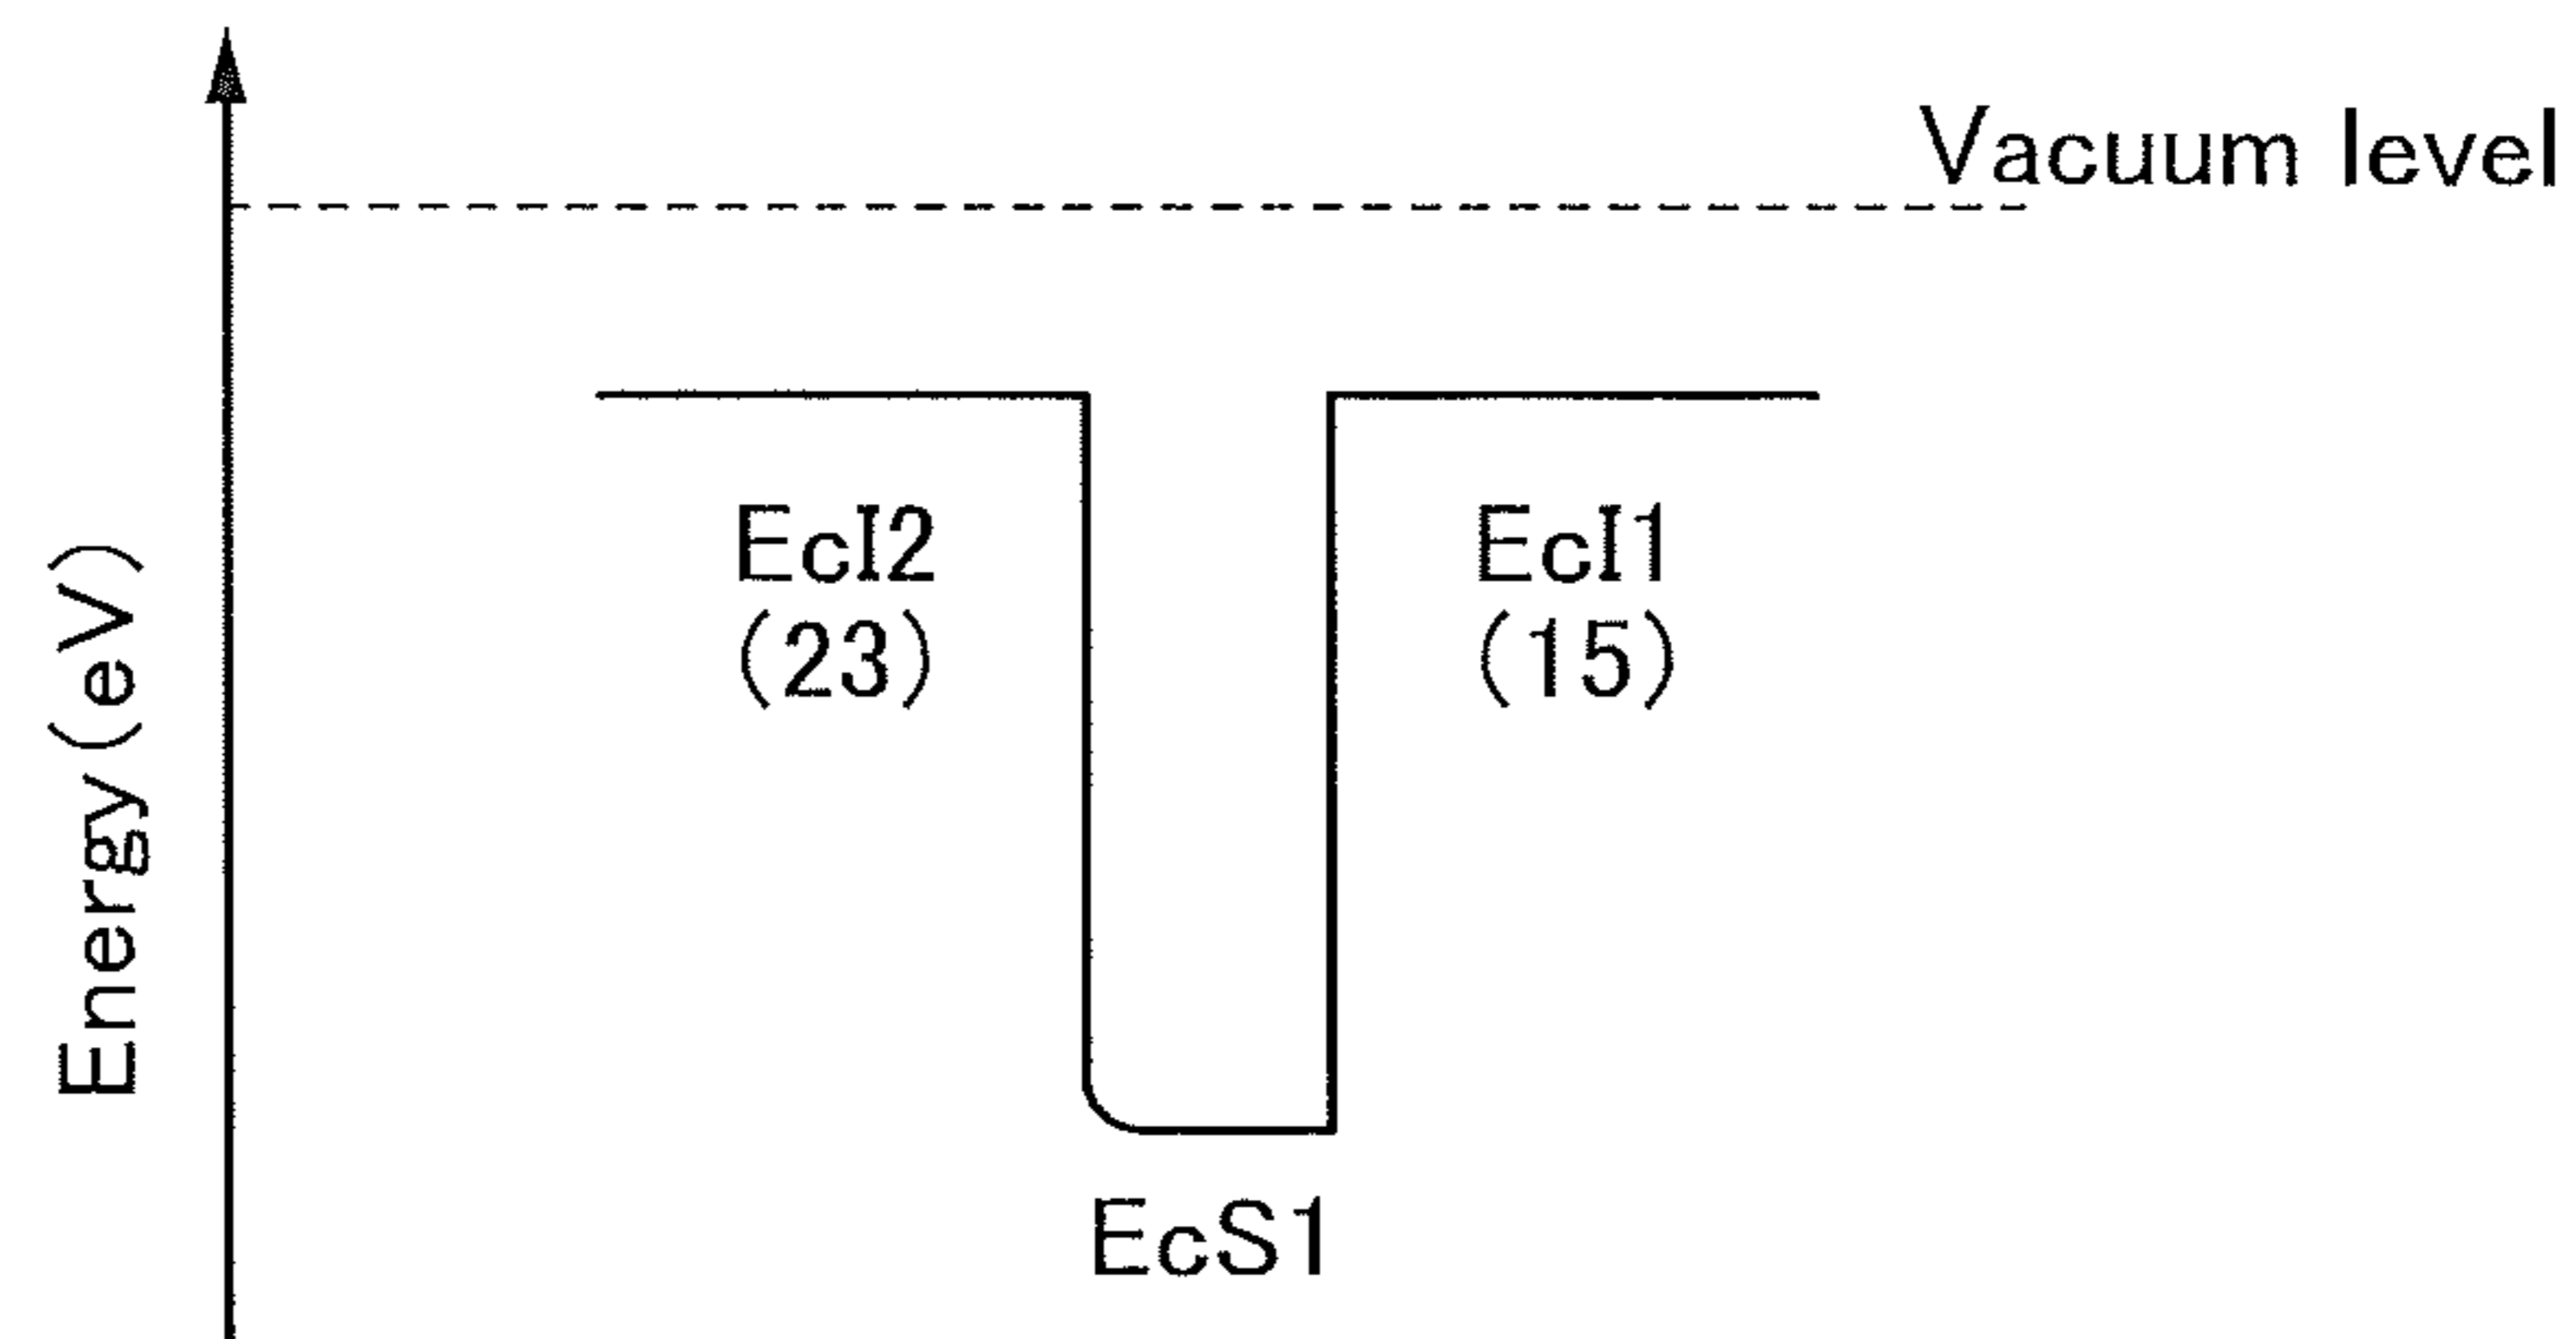 Vacuum level
EcI2
(23)
EcI1
(15)
Energy(eV)
EcS1